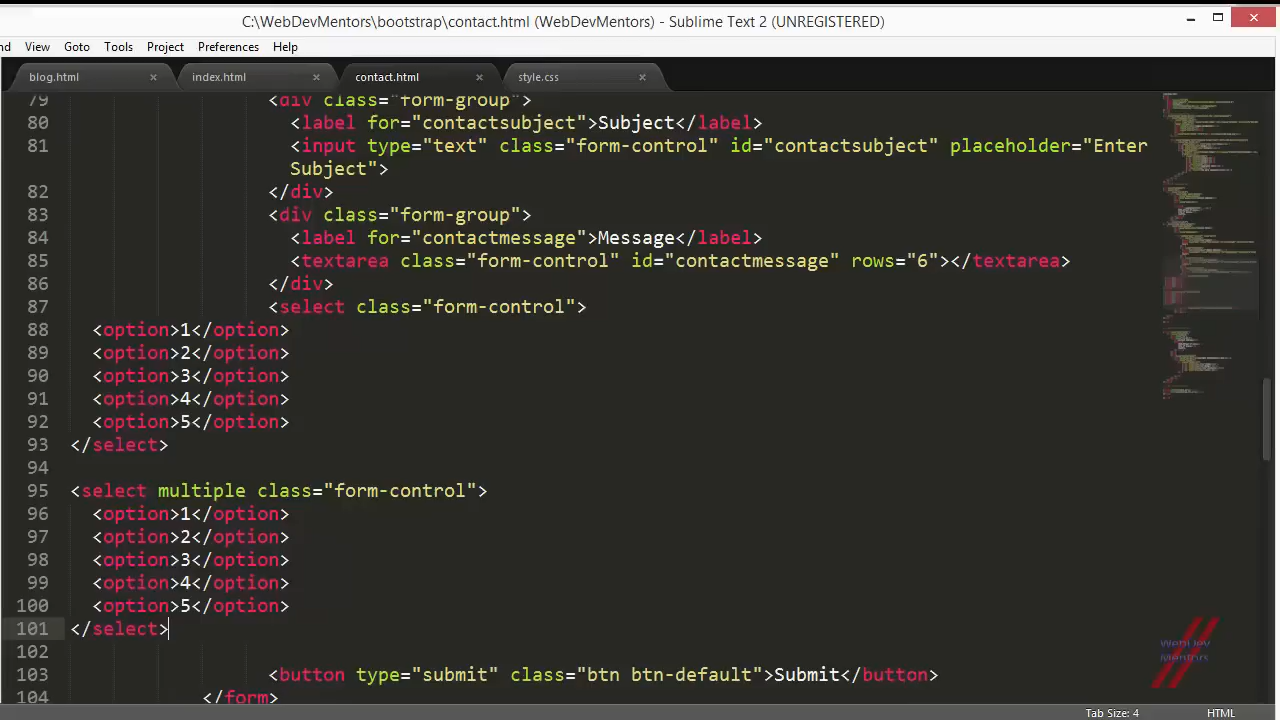 C:\WebDevMentors\bootstrap\contact.html (WebDevMentors) - Sublime Text 2 (UNREGISTERED)
nd View Goto Tools Project Preferences Help
blog.html × index.html × contact.html × style.css ×
79 <div class="form-group">
80 <label for="contactsubject">Subject</label>
81 <input type="text" class="form-control" id="contactsubject" placeholder="Enter
Subject">
82 </div>
83 <div class="form-group">
84 <label for="contactmessage">Message</label>
85 <textarea class="form-control" id="contactmessage" rows="6"></textarea>
86 </div>
87 <select class="form-control">
88 <option>1</option>
89 <option>2</option>
90 <option>3</option>
91 <option>4</option>
92 <option>5</option>
93 </select>
94
95 <select multiple class="form-control">
96 <option>1</option>
97 <option>2</option>
98 <option>3</option>
99 <option>4</option>
100 <option>5</option>
101 </select>
102
103 <button type="submit" class="btn btn-default">Submit</button>
104 </form>
WebDev
Mentors
Tab Size: 4 HTML